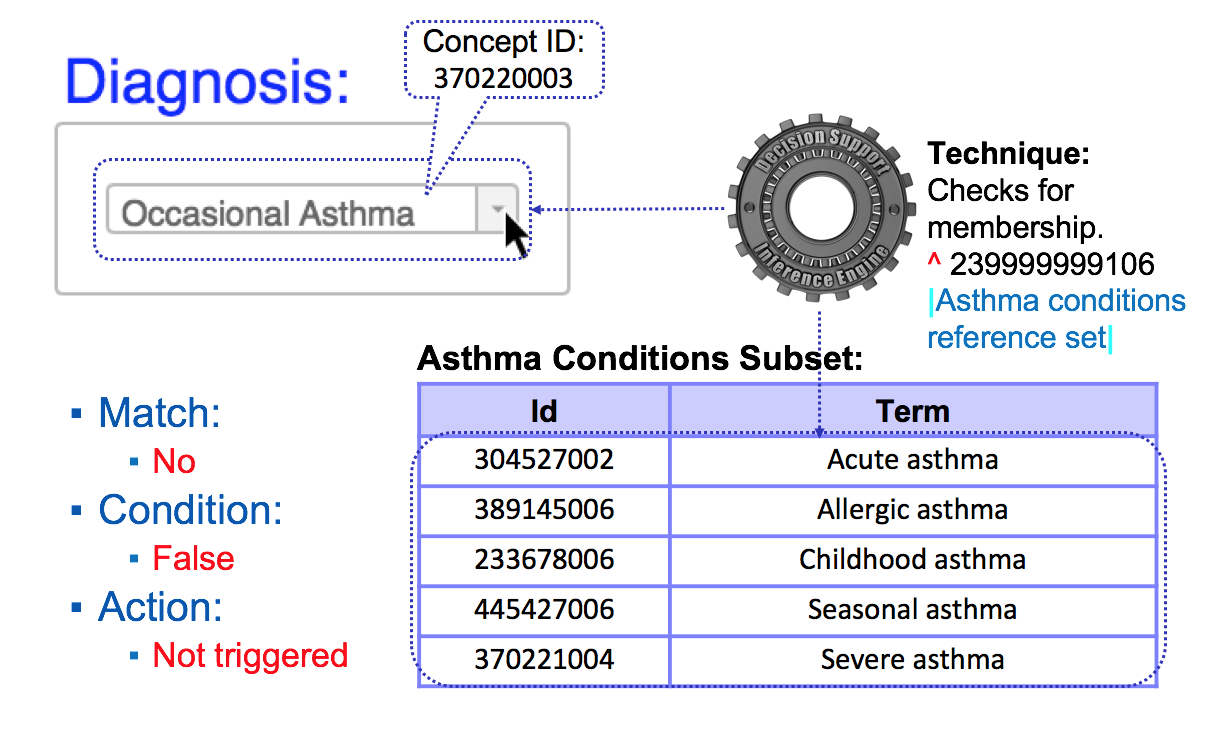 Concept ID:
370220003
Diagnosis:
Occasional Asthma
Decision Support
Inference Engine
Technique:
Checks for
membership.
^ 239999999106
|Asthma conditions
reference set|
Asthma Conditions Subset:
Id Term
304527002 Acute asthma
389145006 Allergic asthma
233678006 Childhood asthma
445427006 Seasonal asthma
370221004 Severe asthma
▪ Match:
▪ No
▪ Condition:
▪ False
▪ Action:
▪ Not triggered